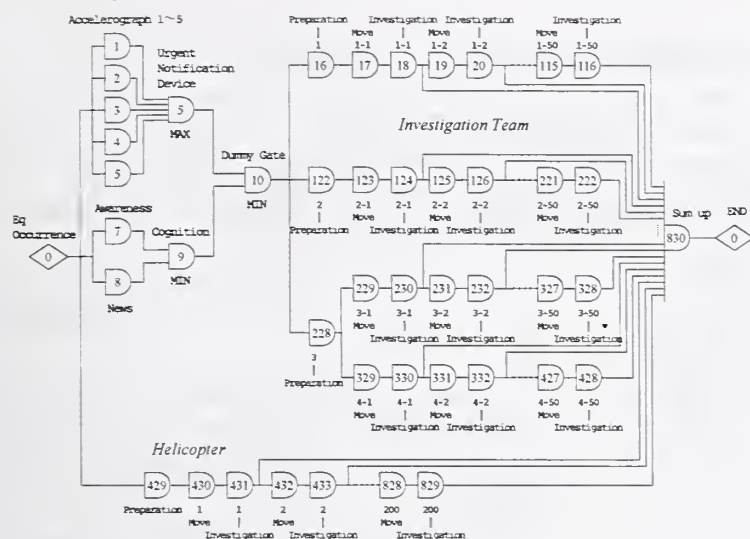 Accelerograph 1~5
1
2
3
4
5
Urgent
Notification
Device
5
MAX
Eq
Occurrence
0
Awareness
7
8
News
Cognition
9
MIN
Dummy Gate
10
MIN
Preparation Investigation Investigation Investigation
| Move | Move | Move |
1 1-1 1-1 1-2 1-2 1-50 1-50
16 17 18 19 20 115 116
Investigation Team
122 123 124 125 126 221 222
2 2-1 2-1 2-2 2-2 2-50 2-50
| Move | Move | Move |
Preparation Investigation Investigation Investigation
229 230 231 232 327 328
3-1 3-1 3-2 3-2 3-50 3-50
Move | Move | Move |
Investigation Investigation Investigation
228
3
|
Preparation
329 330 331 332 427 428
4-1 4-1 4-2 4-2 4-50 4-50
Move | Move | Move |
Investigation Investigation Investigation
Sum up
830
END
0
Helicopter
429 430 431 432 433 828 829
Preparation 1 1 2 2 200 200
Move | Move | Move |
Investigation Investigation Investigation